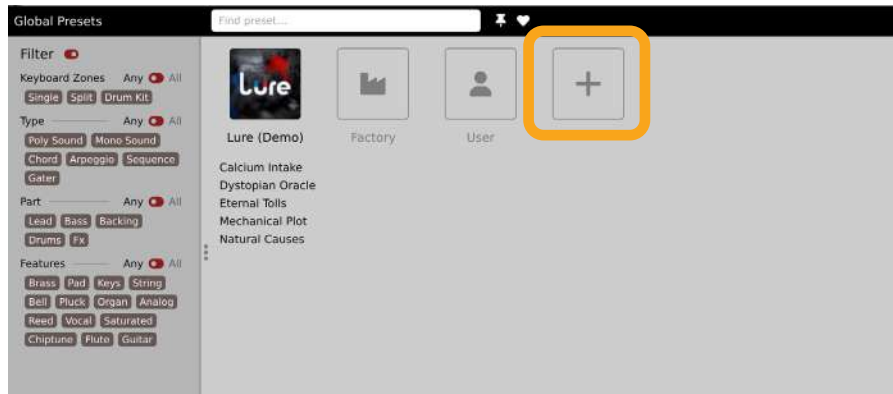 Global Presets
Find preset....
Filter
Keyboard Zones Any All
Single Split Drum Kit
Type Any All
Poly Sound Mono Sound
Chord Arpeggio Sequence
Gater
Part Any All
Lead Bass Backing
Drums Fx
Features Any All
Brass Pad Keys String
Bell Pluck Organ Analog
Reed Vocal Saturated
Chiptune Flute Guitar
Lure
Lure (Demo) Factory User
Calcium Intake
Dystopian Oracle
Eternal Tolls
Mechanical Plot
Natural Causes